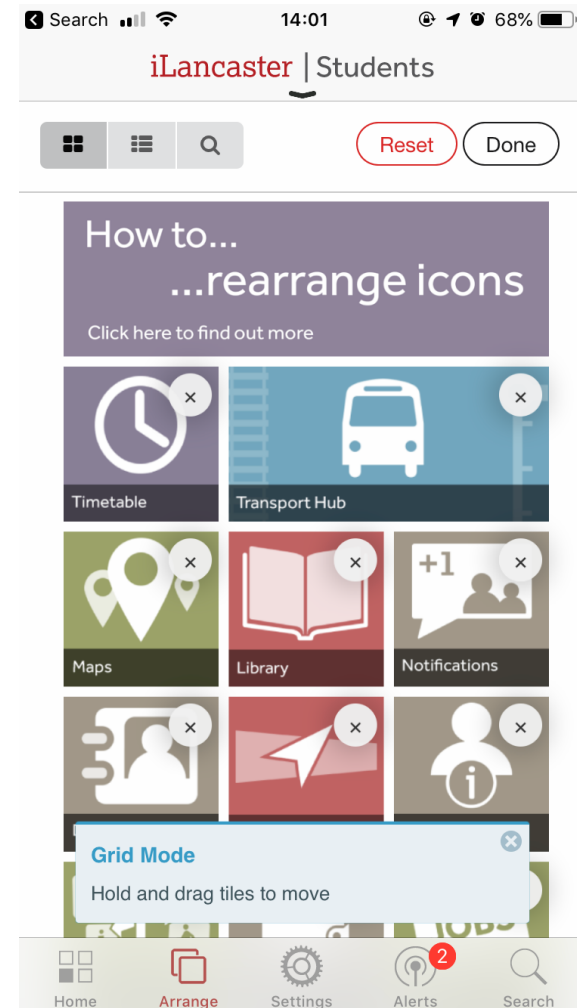 Search 14:01 68%
iLancaster | Students
Reset Done
How to...
...rearrange icons
Click here to find out more
Timetable
Transport Hub
+1
Maps
Library
Notifications
Grid Mode
Hold and drag tiles to move
JOBS
2
Home Arrange Settings Alerts Search